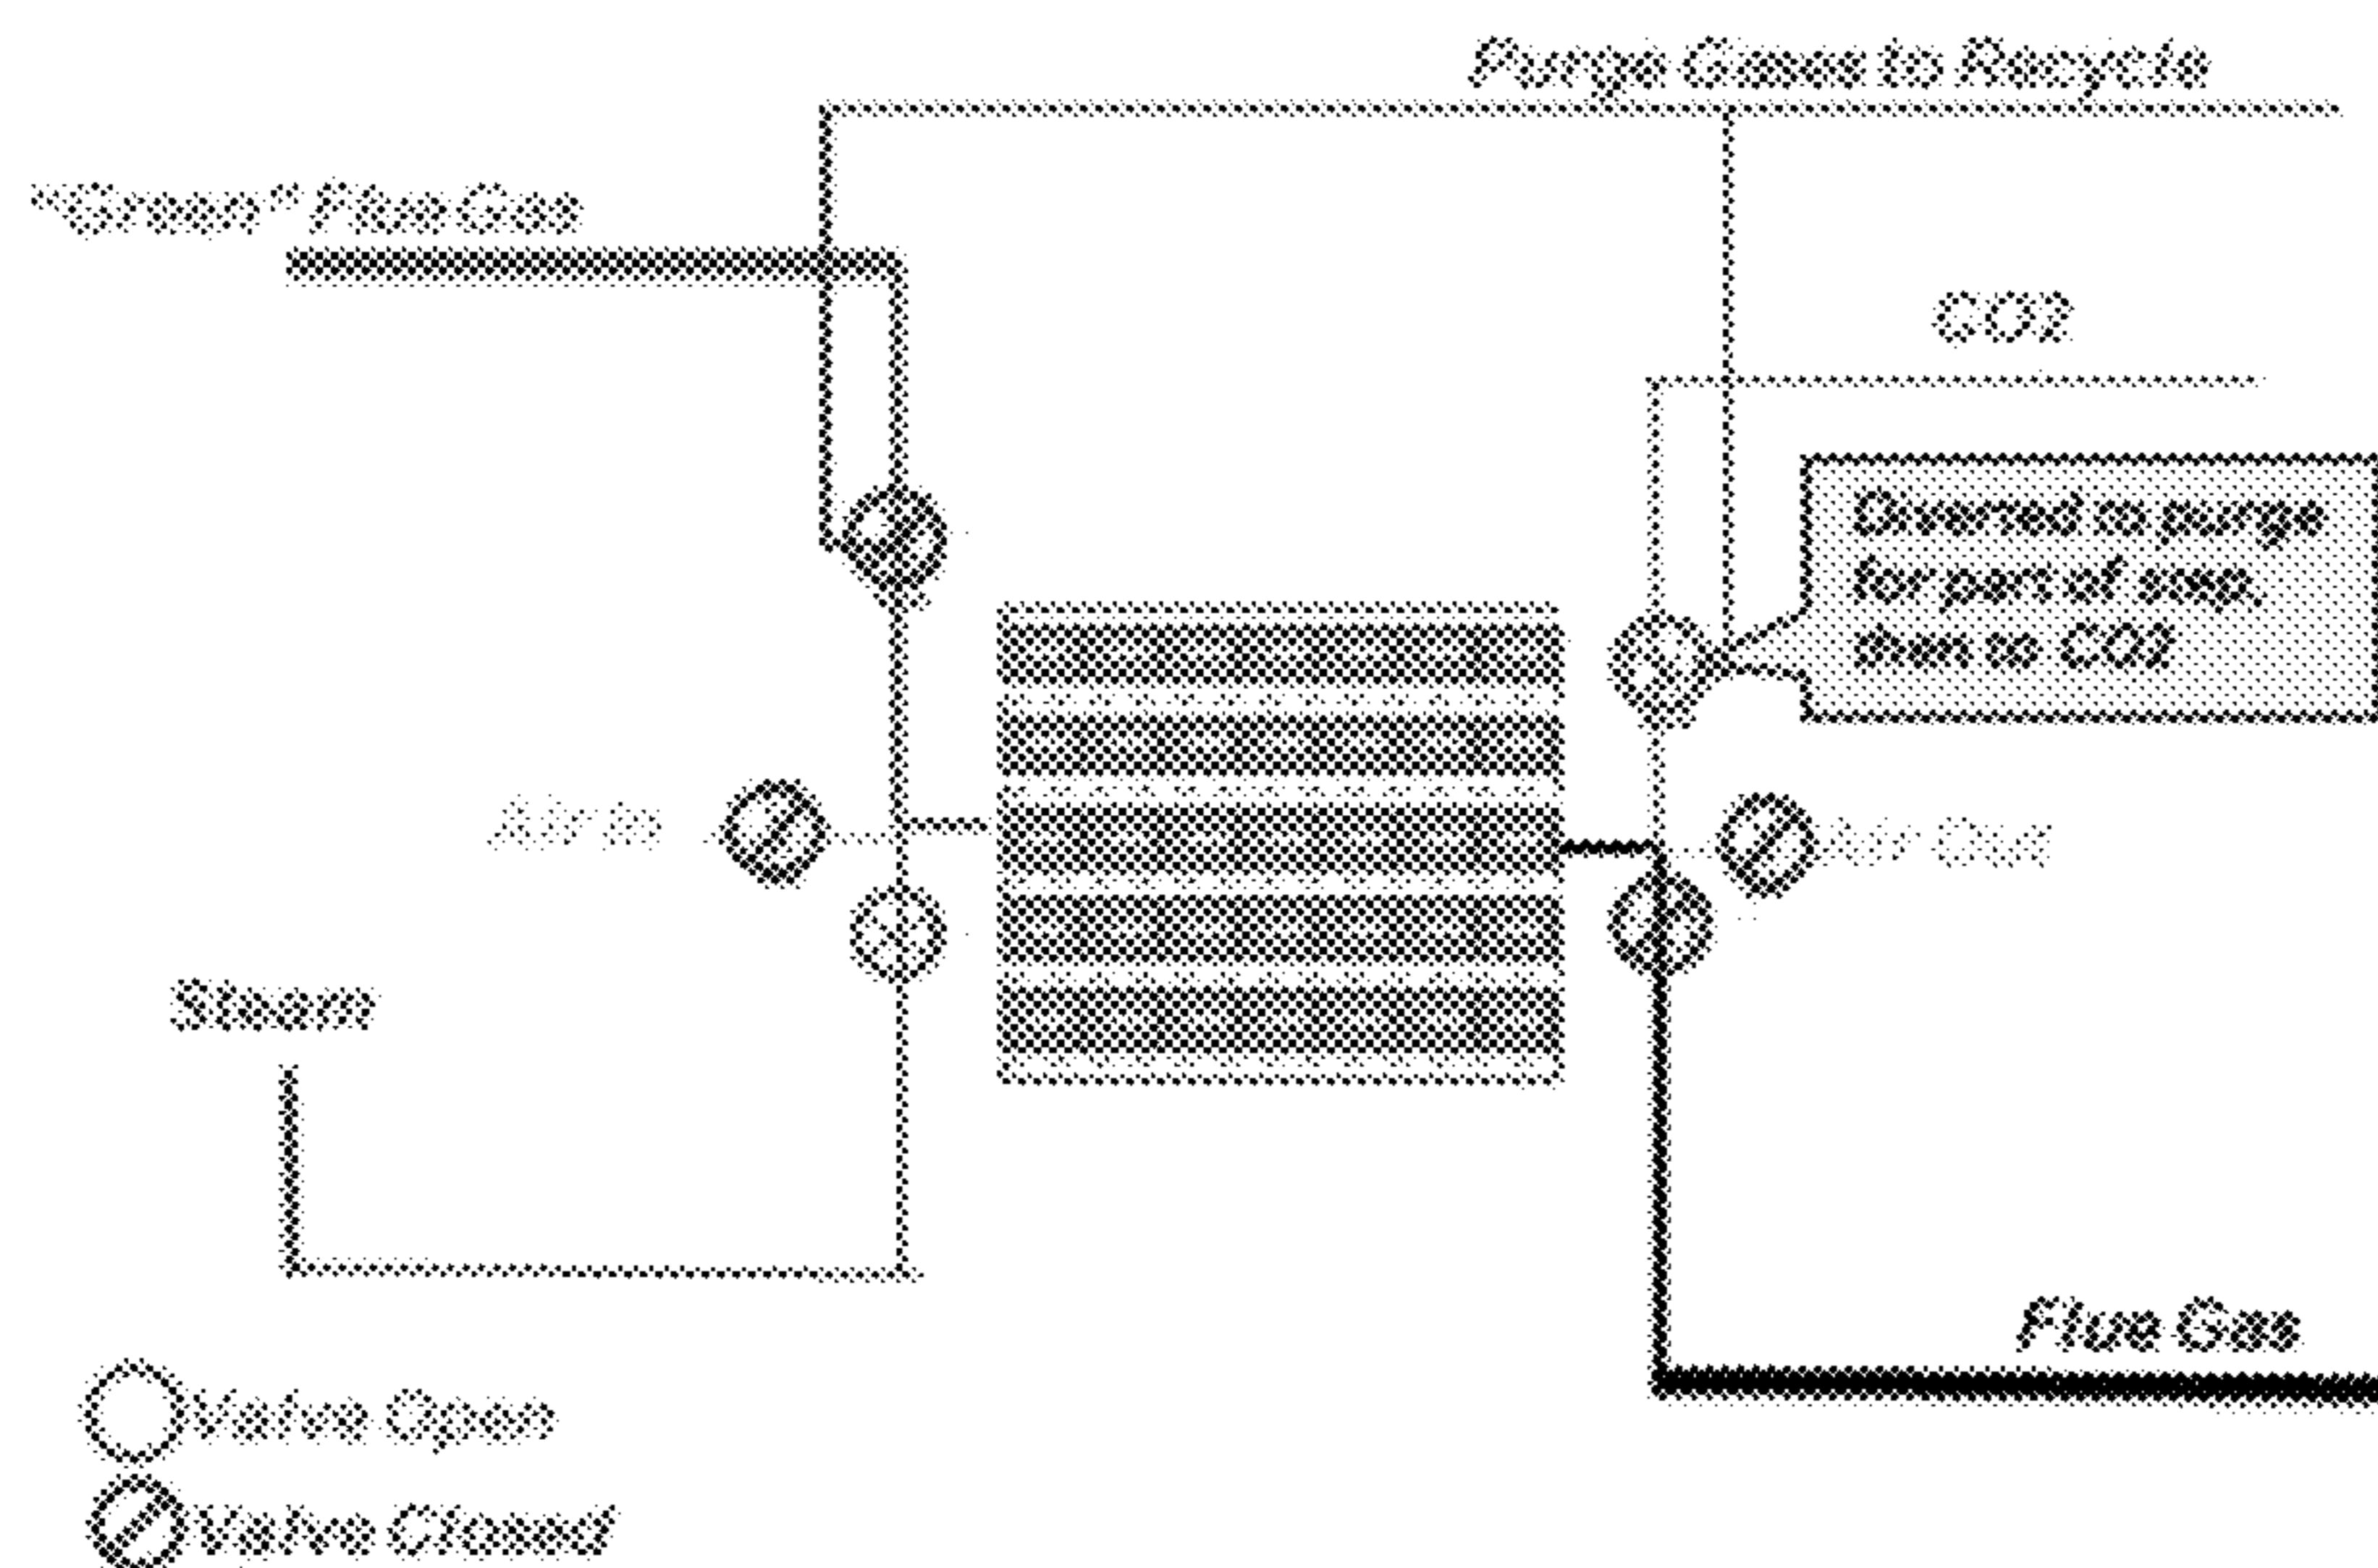 Purge Gases to Recycle
"Green" Flue Gas
CO2
Diverted to purge
for part of step,
then to CO2
Air In
Air Out
Steam
Flue Gas
Valve Open
Valve Closed